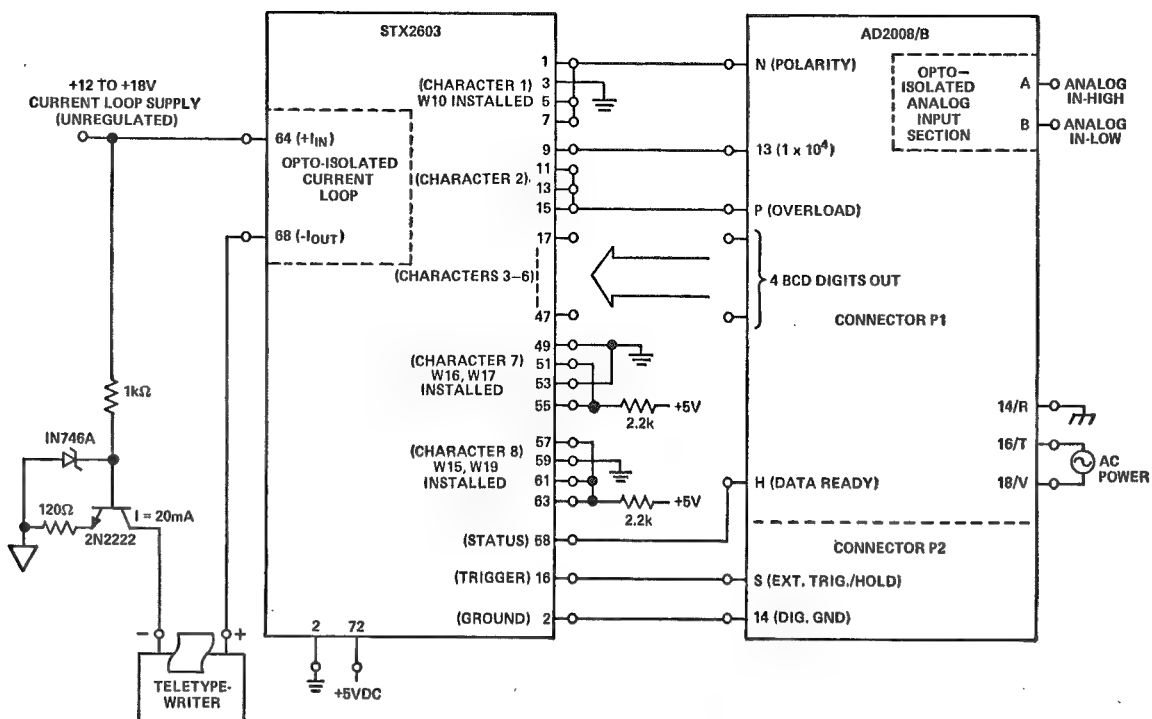 STX2603
AD2008/B
+12 TO +18V
CURRENT LOOP SUPPLY
(UNREGULATED)
64 (+IIN)
OPTO-ISOLATED
CURRENT
LOOP
68 (-IOUT)
1kΩ
IN746A
120Ω
2N2222
I = 20mA
-
+
TELETYPE-
WRITER
2
72
+5VDC
1
(CHARACTER 1)
3
W10 INSTALLED
5
7
9
(CHARACTER 2)
11
13
15
17
(CHARACTERS 3–6)
47
49
(CHARACTER 7)
51
W16, W17
53
INSTALLED
55
2.2k
+5V
57
(CHARACTER 8)
59
W15, W19
61
INSTALLED
63
2.2k
+5V
(STATUS) 68
(TRIGGER) 16
(GROUND) 2
N (POLARITY)
13 (1 x 10⁴)
P (OVERLOAD)
4 BCD DIGITS OUT
CONNECTOR P1
H (DATA READY)
CONNECTOR P2
S (EXT. TRIG./HOLD)
14 (DIG. GND)
OPTO–
ISOLATED
ANALOG
INPUT
SECTION
A
ANALOG
IN-HIGH
B
ANALOG
IN-LOW
14/R
16/T
18/V
AC
POWER